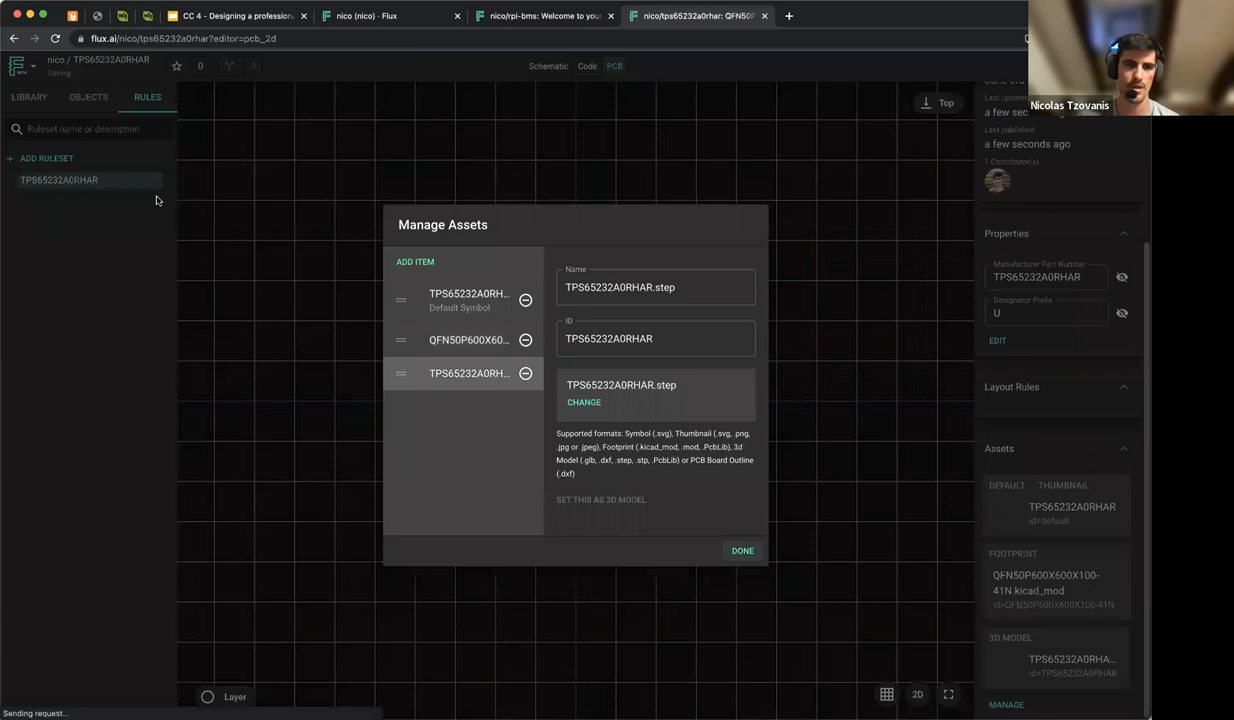 CC 4 - Designing a profession
nico (nico) · Flux
nico/rpi-bms: Welcome to your
nico/tps65232a0rhar: QFN50P
flux.ai/nico/tps65232a0rhar?editor=pcb_2d
nico / TPS65232A0RHAR
Saving.
BETA
0
0
Schematic
Code
PCB
LIBRARY
OBJECTS
RULES
Ruleset name or description
ADD RULESET
TPS65232A0RHAR
Top
Manage Assets
ADD ITEM
TPS65232A0RH...
Default Symbol
QFN50P600X60...
TPS65232A0RH...
Name
TPS65232A0RHAR.step
ID
TPS65232A0RHAR
TPS65232A0RHAR.step
CHANGE
Supported formats: Symbol (.svg), Thumbnail (.svg, .png,
.jpg or .jpeg), Footprint (.kicad_mod, .mod, .PcbLib), 3d
Model (.glb, .dxf, .step, .stp, .PcbLib) or PCB Board Outline
(.dxf)
SET THIS AS 3D MODEL
DONE
Nicolas Tzovanis
Last updated
a few seconds ago
Last published
a few seconds ago
1 Contributor(s)
Properties
Manufacturer Part Number
TPS65232A0RHAR
Designator Prefix
U
EDIT
Layout Rules
Assets
DEFAULT THUMBNAIL
TPS65232A0RHAR
id=default
FOOTPRINT
QFN50P600X600X100-
41N.kicad_mod
id=QFN50P600X600X100-41N
3D MODEL
TPS65232A0RHA...
id=TPS65232A0RHAR
MANAGE
Layer
2D
Sending request...